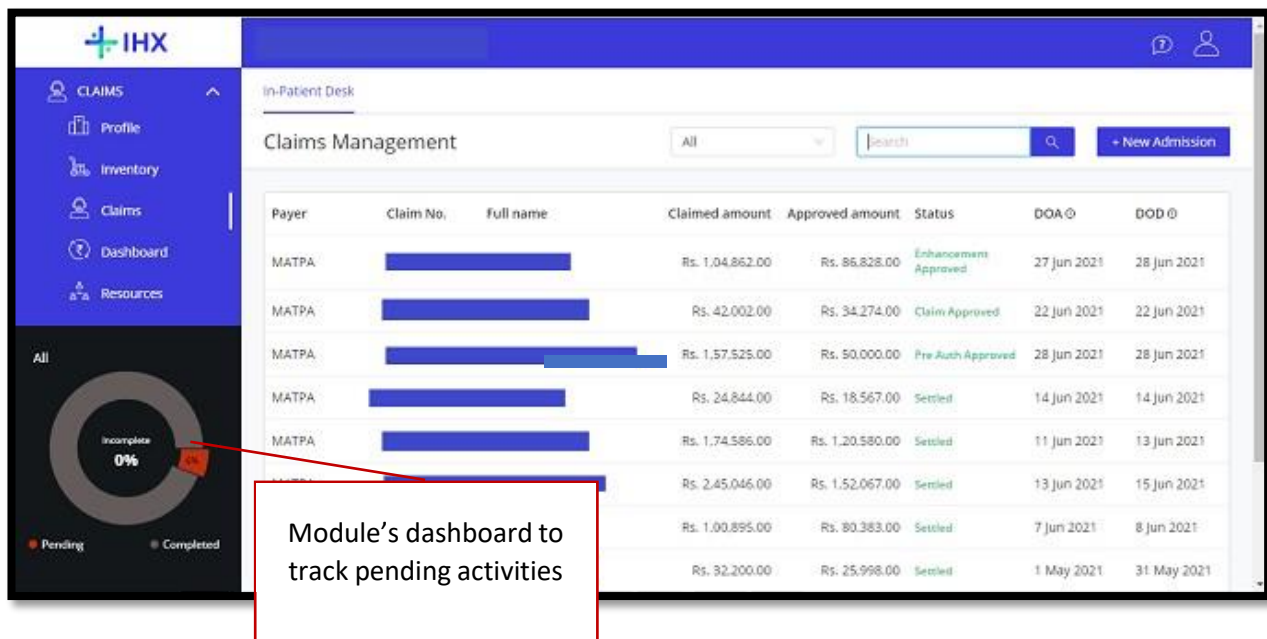 IHX
CLAIMS
Profile
Inventory
Claims
Dashboard
Resources
All
Incomplete
0%
0%
Pending Completed
In-Patient Desk
Claims Management All Search + New Admission
Payer Claim No. Full name Claimed amount Approved amount Status DOA DOD
MATPA Rs. 1,04,862.00 Rs. 86,828.00 Enhancement Approved 27 Jun 2021 28 Jun 2021
MATPA Rs. 42,002.00 Rs. 34,274.00 Claim Approved 22 Jun 2021 22 Jun 2021
MATPA Rs. 1,57,525.00 Rs. 50,000.00 Pre Auth Approved 28 Jun 2021 28 Jun 2021
MATPA Rs. 24,844.00 Rs. 18,567.00 Settled 14 Jun 2021 14 Jun 2021
MATPA Rs. 1,74,586.00 Rs. 1,20,580.00 Settled 11 Jun 2021 13 Jun 2021
Rs. 2,45,046.00 Rs. 1,52,067.00 Settled 13 Jun 2021 15 Jun 2021
Rs. 1,00,895.00 Rs. 80,383.00 Settled 7 Jun 2021 8 Jun 2021
Rs. 32,200.00 Rs. 25,998.00 Settled 1 May 2021 31 May 2021
Module’s dashboard to
track pending activities